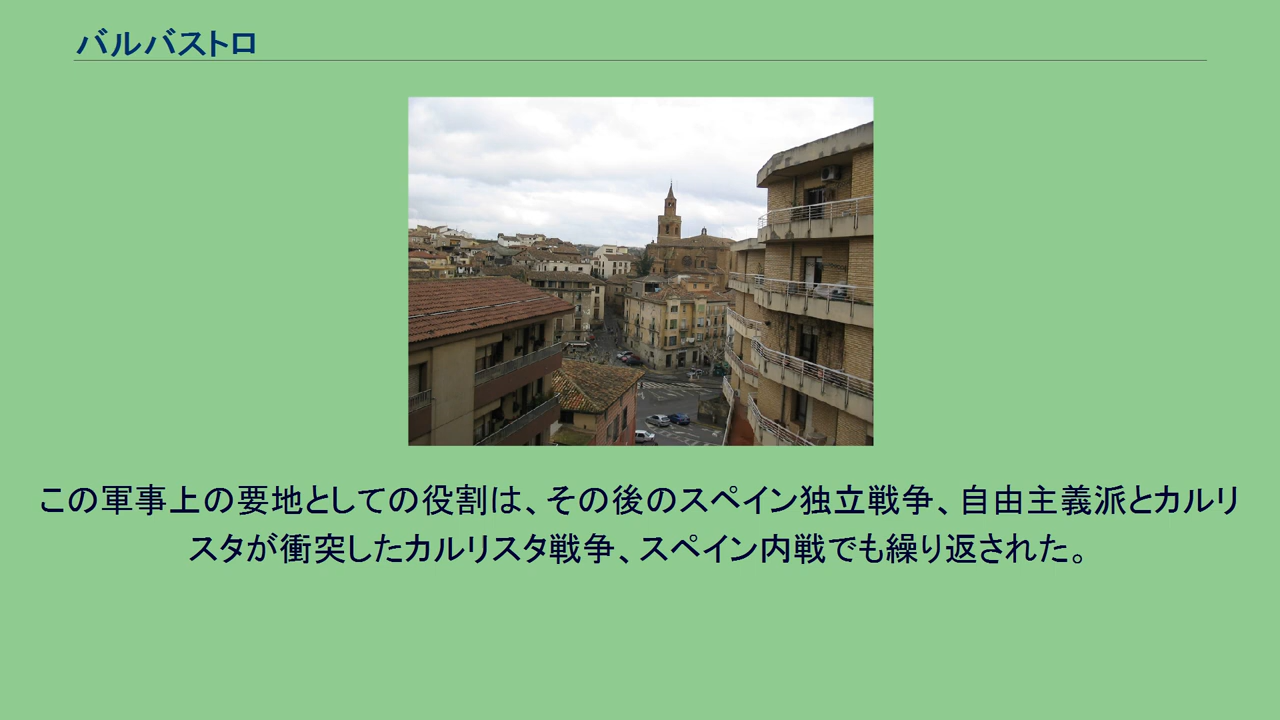 バルバストロ
この軍事上の要地としての役割は、その後のスペイン独立戦争、自由主義派とカルリ
スタが衝突したカルリスタ戦争、スペイン内戦でも繰り返された。